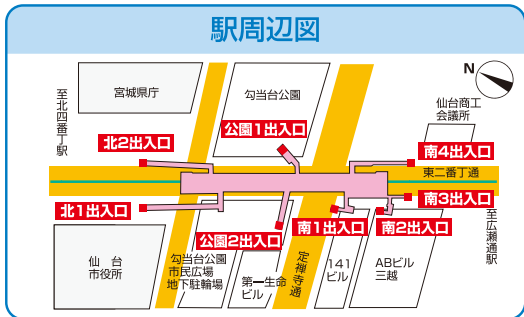 駅周辺図
N
至北四番丁駅
宮城県庁
勾当台公園
仙台商工
会議所
北2出入口
公園1出入口
南4出入口
東二番丁通
北1出入口
公園2出入口
南1出入口
南2出入口
南3出入口
至広瀬通駅
仙台
市役所
勾当台公園
市民広場
地下駐輪場
第一生命
ビル
定禅寺通
141
ビル
ABビル
三越